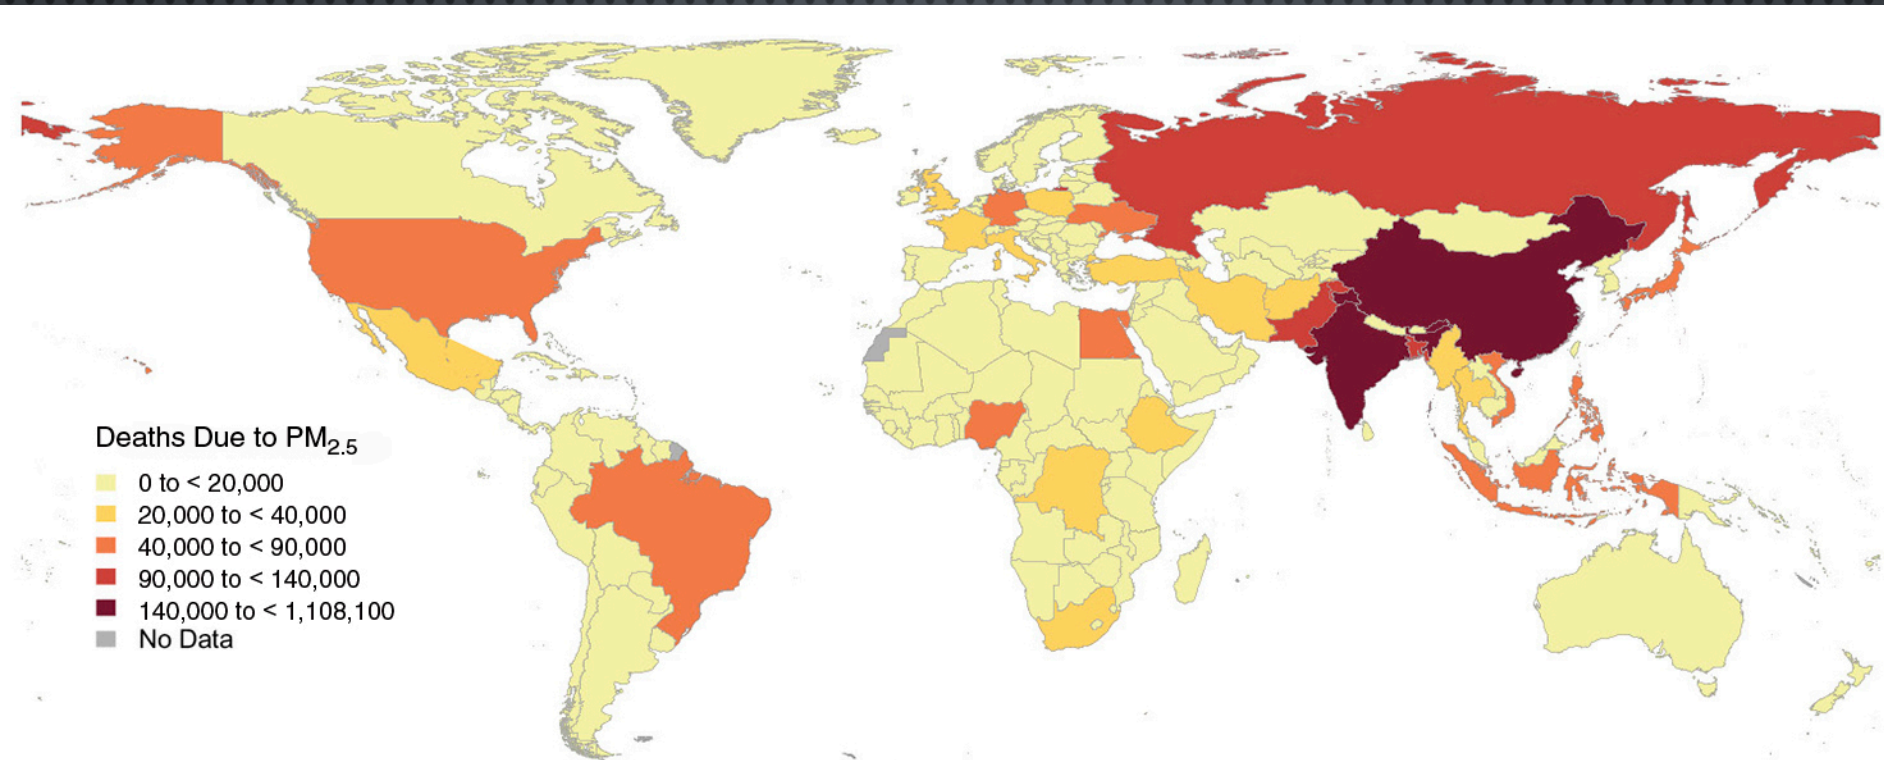 Deaths Due to PM2.5
0 to < 20,000
20,000 to < 40,000
40,000 to < 90,000
90,000 to < 140,000
140,000 to < 1,108,100
No Data